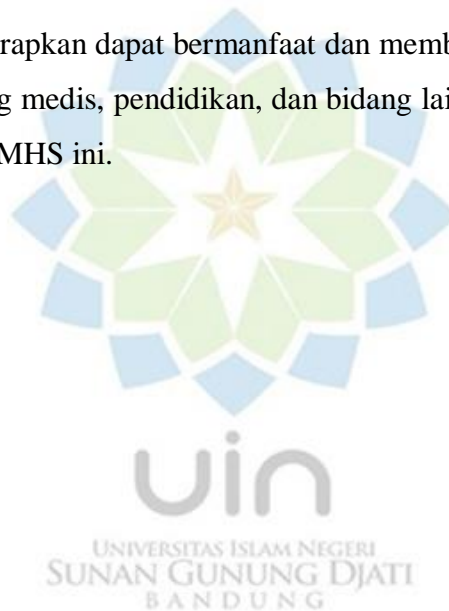 rapkan dapat bermanfaat dan memb
g medis, pendidikan, dan bidang lai
MHS ini.
uin
UNIVERSITAS ISLAM NEGERI
SUNAN GUNUNG DJATI
BANDUNG